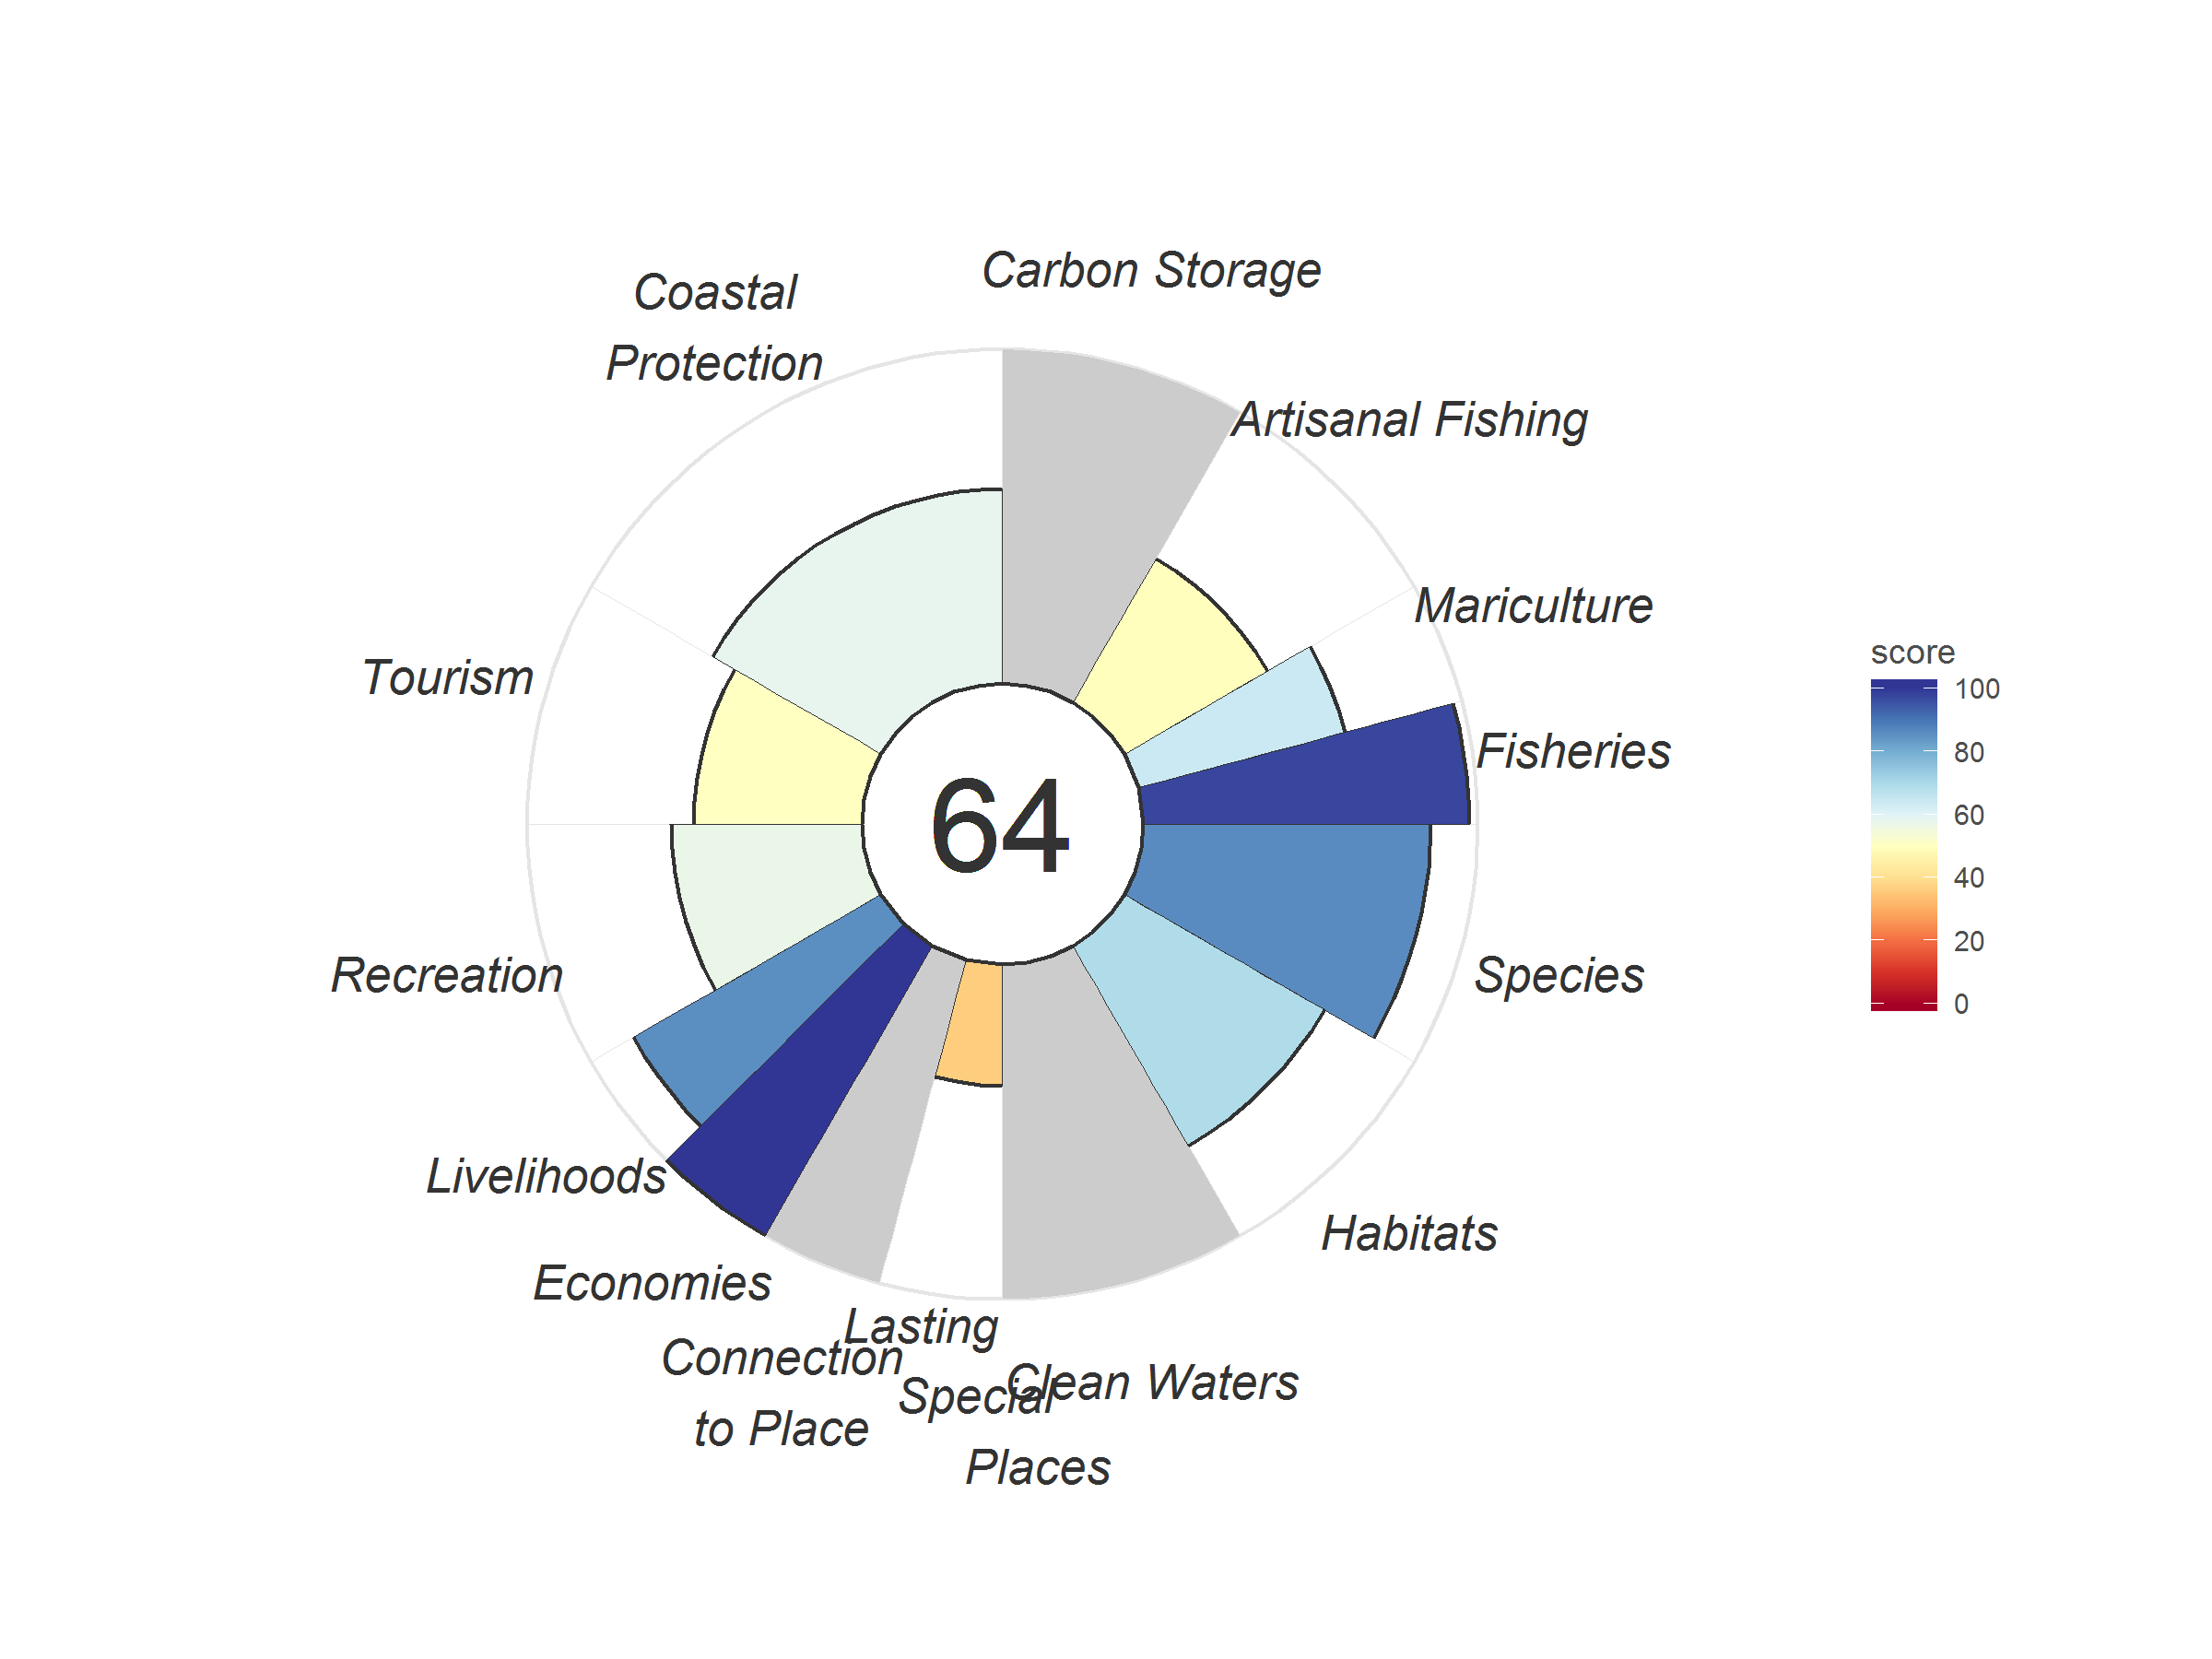 Carbon Storage
Coastal
Protection
Artisanal Fishing
Mariculture
Tourism
Fisheries
64
score
100
80
60
40
20
0
Recreation
Species
Livelihoods
Habitats
Economies
Lasting
Special
Places
Connection
to Place
Clean Waters